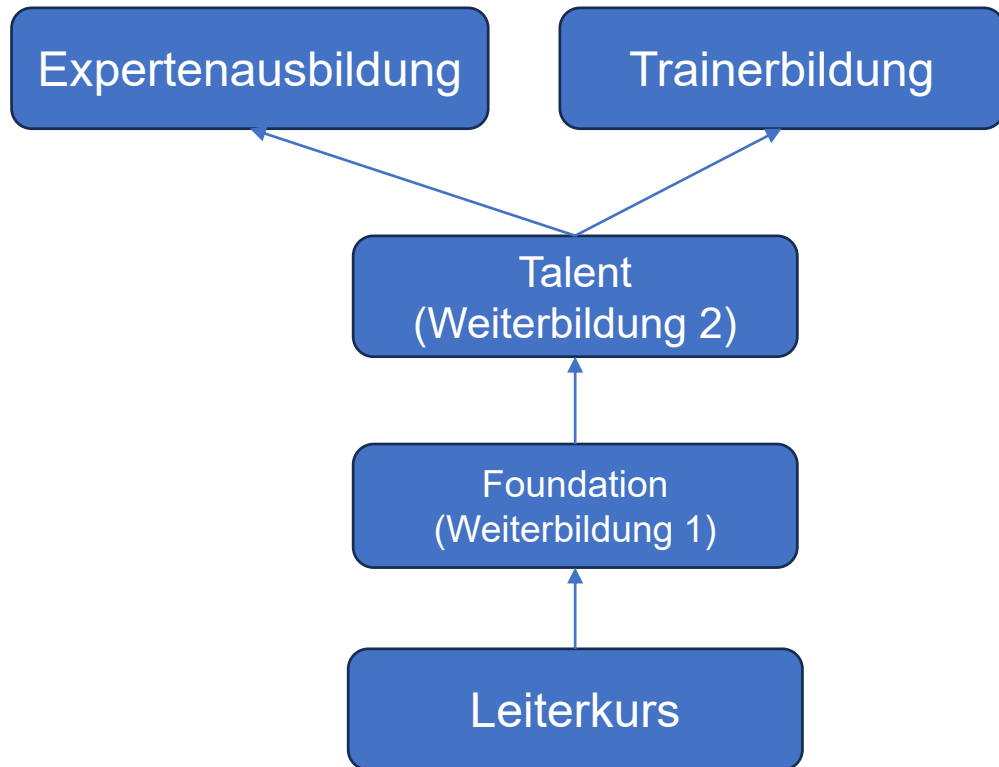 Expertenausbildung
Trainerbildung
Talent
(Weiterbildung 2)
Foundation
(Weiterbildung 1)
Leiterkurs